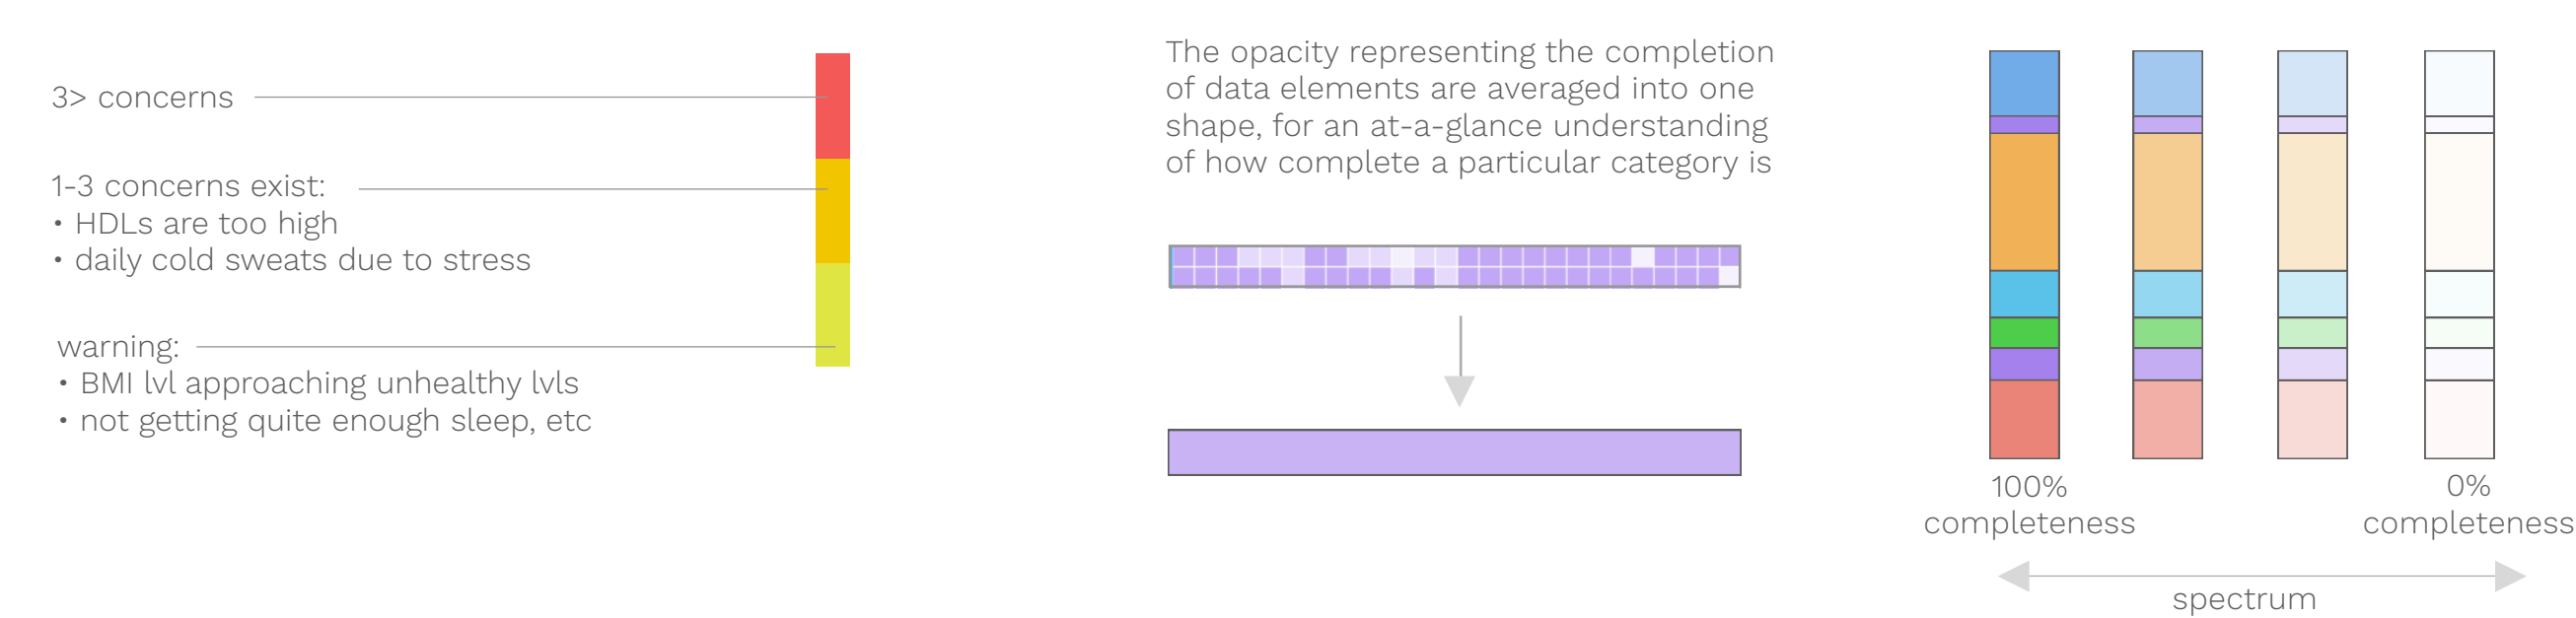 3> concerns
1-3 concerns exist:
• HDLs are too high
• daily cold sweats due to stress
warning:
• BMI lvl approaching unhealthy lvls
• not getting quite enough sleep, etc
The opacity representing the completion
of data elements are averaged into one
shape, for an at-a-glance understanding
of how complete a particular category is
100%
completeness
0%
completeness
spectrum